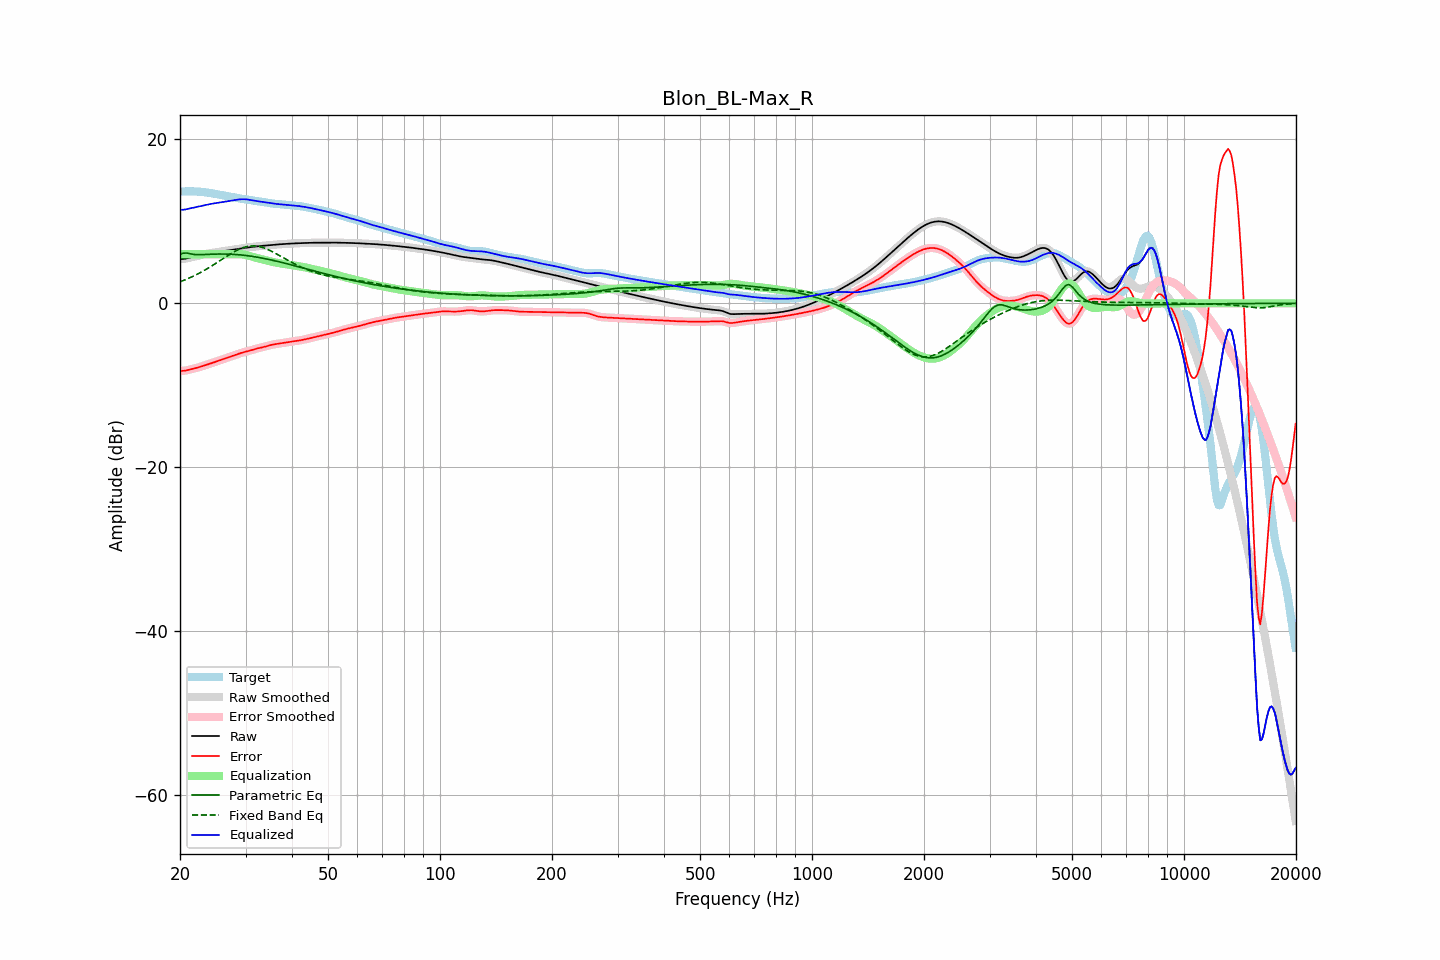 Blon_BL-Max_R
20
0
−20
−40
−60
Amplitude (dBr)
20
50
100
200
500
1000
2000
5000
10000
20000
Frequency (Hz)
Target
Raw Smoothed
Error Smoothed
Raw
Error
Equalization
Parametric Eq
Fixed Band Eq
Equalized